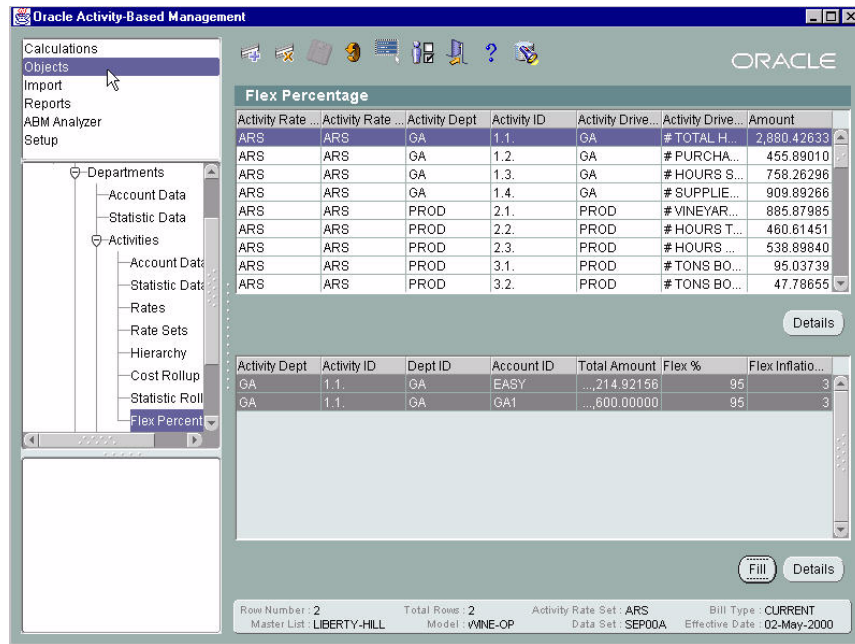 Oracle Activity-Based Management
Calculations
Objects
Import
Reports
ABM Analyzer
Setup
ORACLE
Flex Percentage
Activity Rate ... Activity Rate ... Activity Dept Activity ID Activity Drive... Activity Drive... Amount
ARS ARS GA 1.1. GA # TOTAL H... 2,880.42633
ARS ARS GA 1.2. GA # PURCHA... 455.89010
ARS ARS GA 1.3. GA # HOURS S... 758.26296
ARS ARS GA 1.4. GA # SUPPLIE... 909.89266
ARS ARS PROD 2.1. PROD # VINEYAR... 885.87985
ARS ARS PROD 2.2. PROD # HOURS T... 460.61451
ARS ARS PROD 2.3. PROD # HOURS ... 538.89840
ARS ARS PROD 3.1. PROD # TONS BO... 95.03739
ARS ARS PROD 3.2. PROD # TONS BO... 47.78655
Details
Departments
Account Data
Statistic Data
Activities
Account Data
Statistic Data
Rates
Rate Sets
Hierarchy
Cost Rollup
Statistic Roll
Flex Percent
Activity Dept Activity ID Dept ID Account ID Total Amount Flex % Flex Inflatio...
GA 1.1. GA EASY ...,214.92156 95 3
GA 1.1. GA GA1 ...,600.00000 95 3
Fill Details
Row Number : 2 Total Rows : 2 Activity Rate Set : ARS Bill Type : CURRENT
Master List : LIBERTY-HILL Model : WINE-OP Data Set : SEP00A Effective Date : 02-May-2000